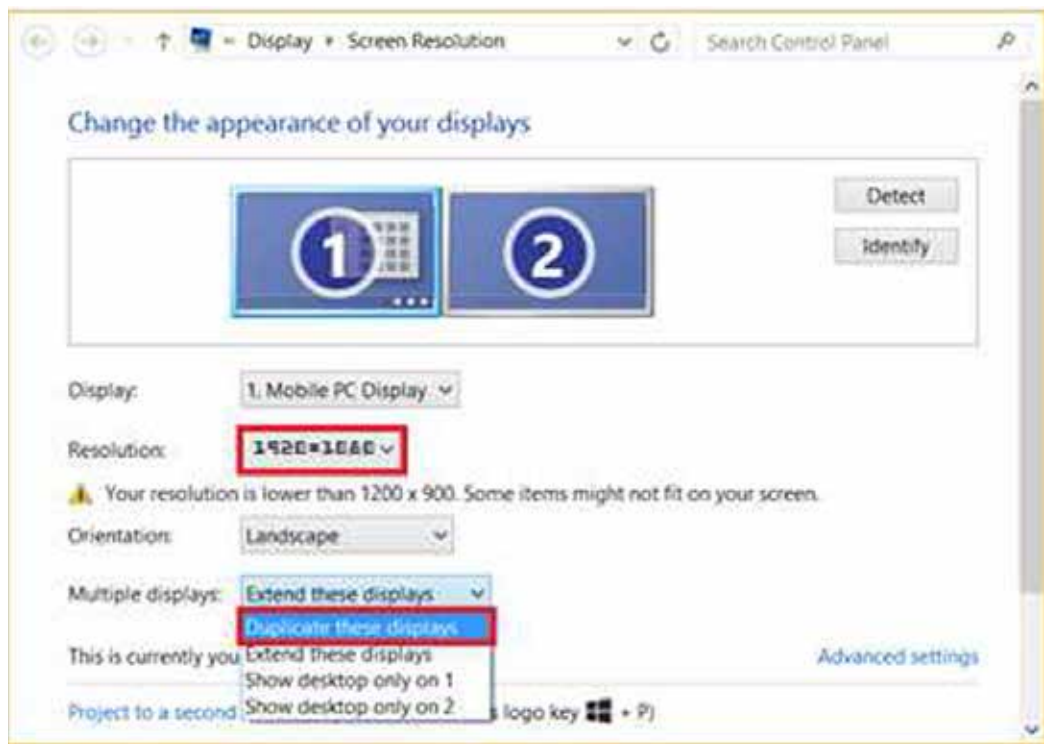 Display ▸ Screen Resolution
Search Control Panel
Change the appearance of your displays
1
2
Detect
Identify
Display:
1. Mobile PC Display
Resolution:
Your resolution is lower than 1200 x 900. Some items might not fit on your screen.
Orientation:
Landscape
Multiple displays:
Extend these displays
Duplicate these displays
This is currently you
Extend these displays
Advanced settings
Show desktop only on 1
Project to a second
Show desktop only on 2
logo key + P)